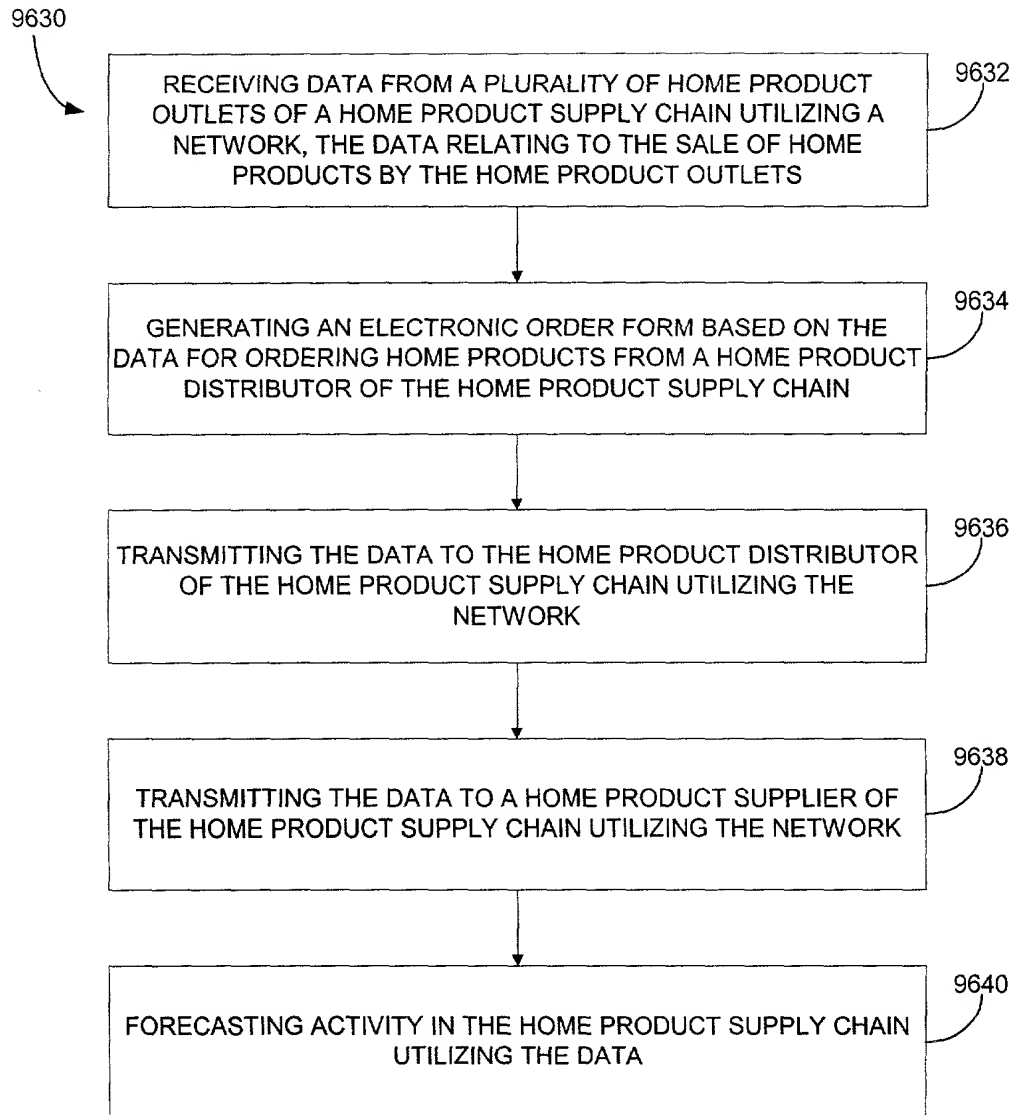 9630
RECEIVING DATA FROM A PLURALITY OF HOME PRODUCT
OUTLETS OF A HOME PRODUCT SUPPLY CHAIN UTILIZING A
NETWORK, THE DATA RELATING TO THE SALE OF HOME
PRODUCTS BY THE HOME PRODUCT OUTLETS
9632
GENERATING AN ELECTRONIC ORDER FORM BASED ON THE
DATA FOR ORDERING HOME PRODUCTS FROM A HOME PRODUCT
DISTRIBUTOR OF THE HOME PRODUCT SUPPLY CHAIN
9634
TRANSMITTING THE DATA TO THE HOME PRODUCT DISTRIBUTOR
OF THE HOME PRODUCT SUPPLY CHAIN UTILIZING THE
NETWORK
9636
TRANSMITTING THE DATA TO A HOME PRODUCT SUPPLIER OF
THE HOME PRODUCT SUPPLY CHAIN UTILIZING THE NETWORK
9638
FORECASTING ACTIVITY IN THE HOME PRODUCT SUPPLY CHAIN
UTILIZING THE DATA
9640